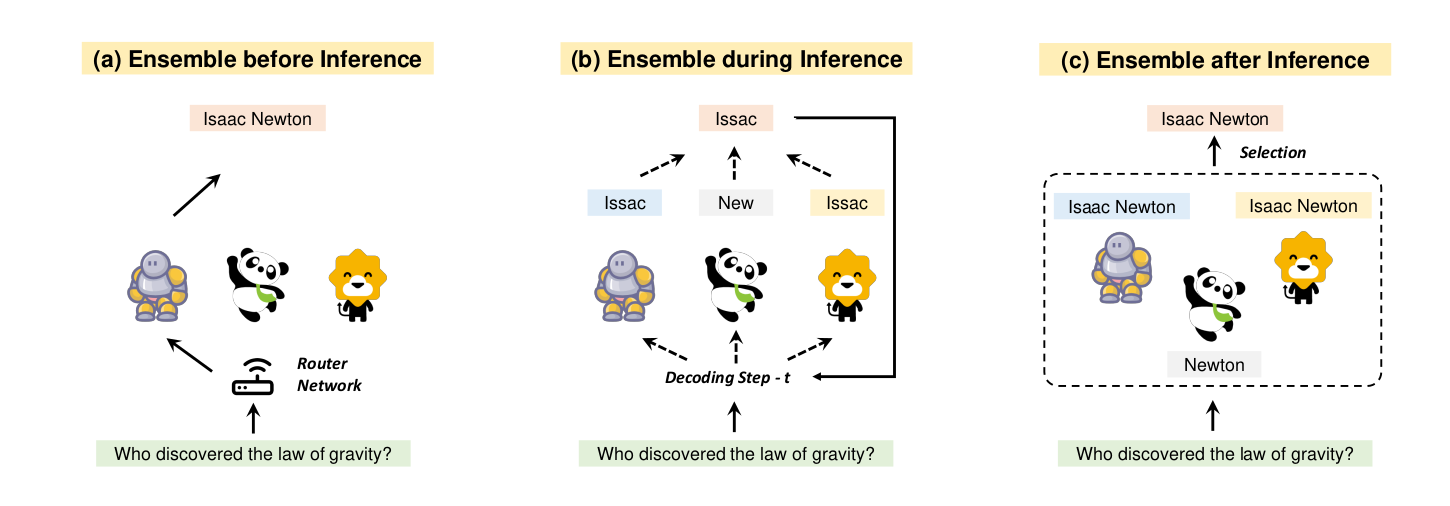 (a) Ensemble before Inference
Isaac Newton
Router
Network
Who discovered the law of gravity?
(b) Ensemble during Inference
Issac
Issac
New
Issac
Decoding Step - t
Who discovered the law of gravity?
(c) Ensemble after Inference
Isaac Newton
Selection
Isaac Newton
Isaac Newton
Newton
Who discovered the law of gravity?